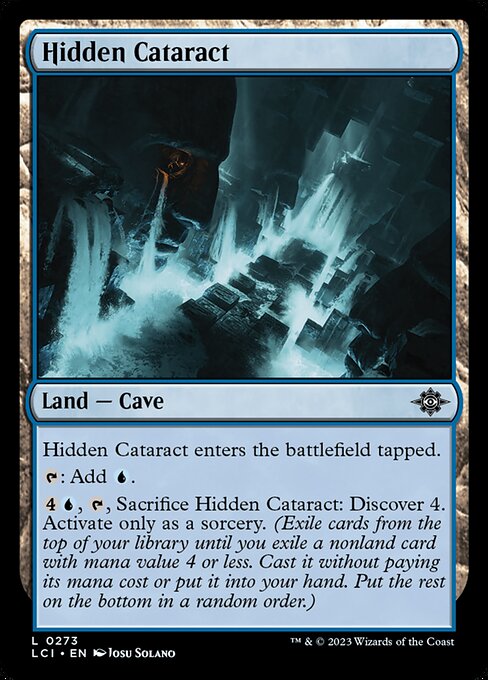 Hidden Cataract
Land — Cave
Hidden Cataract enters the battlefield tapped.
: Add .
4 , , Sacrifice Hidden Cataract: Discover 4.
Activate only as a sorcery. (Exile cards from the
top of your library until you exile a nonland card
with mana value 4 or less. Cast it without paying
its mana cost or put it into your hand. Put the rest
on the bottom in a random order.)
L 0273
LCI • EN Josu Solano
™ & © 2023 Wizards of the Coast